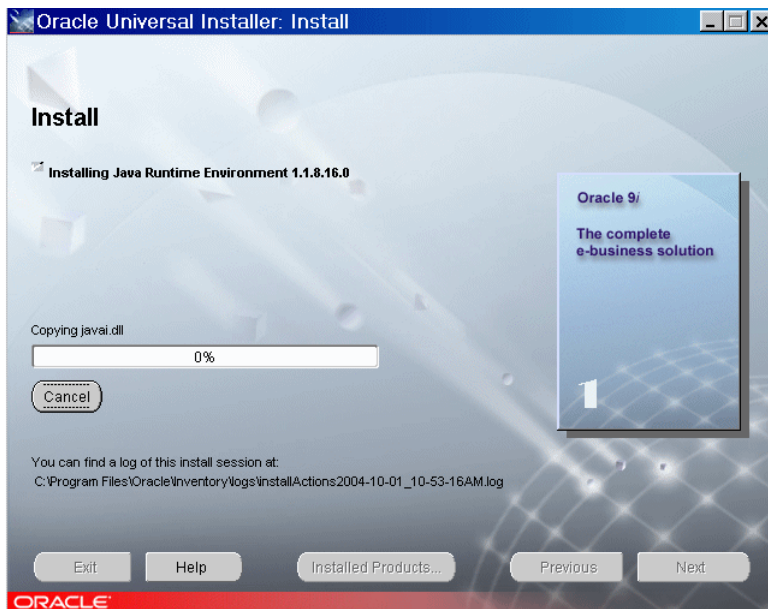 Oracle Universal Installer: Install
Install
Installing Java Runtime Environment 1.1.8.16.0
Oracle 9i
The complete
e-business solution
1
Copying javai.dll
0%
Cancel
You can find a log of this install session at:
C:\Program Files\Oracle\Inventory\logs\installActions2004-10-01_10-53-16AM.log
Exit Help Installed Products... Previous Next
ORACLE